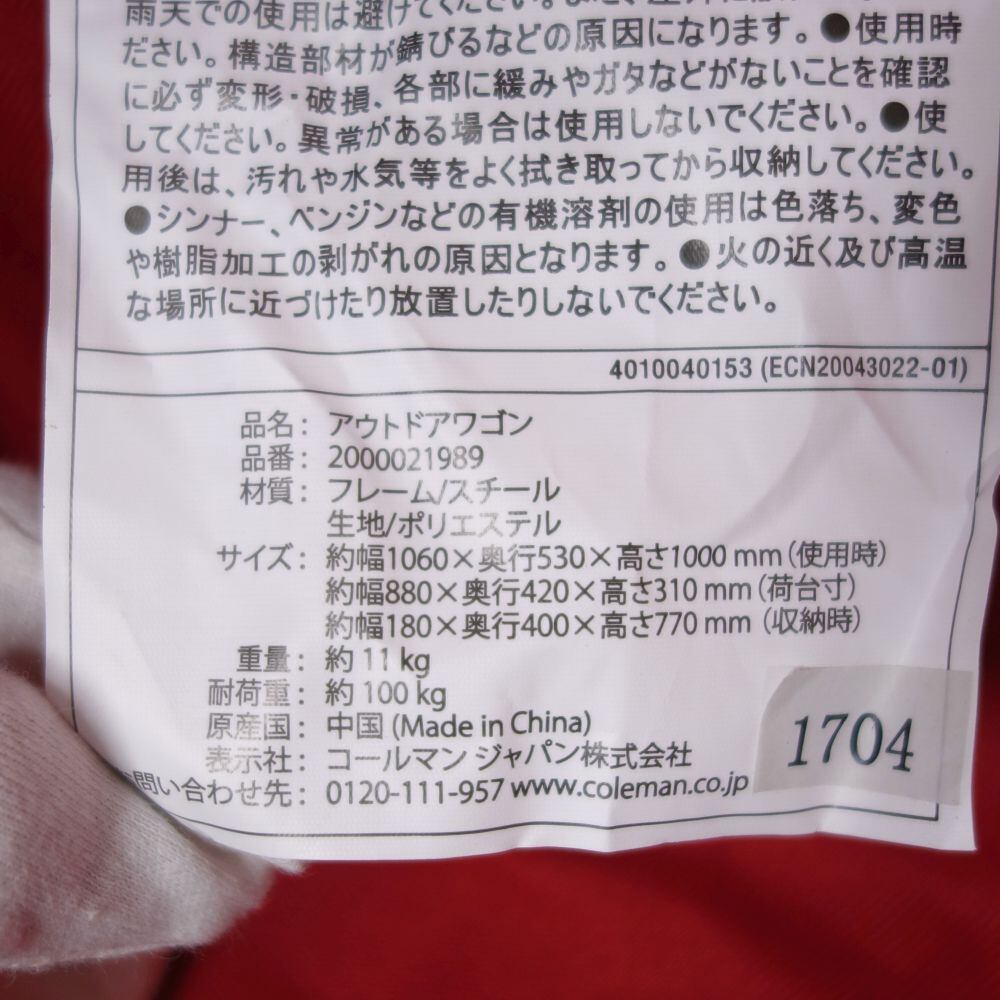 雨天での使用は避けてください。また、
ださい。構造部材が錆びるなどの原因になります。●使用時
に必ず変形・破損、各部に緩みやガタなどがないことを確認
してください。異常がある場合は使用しないでください。●使
用後は、汚れや水気等をよく拭き取ってから収納してください。
●シンナー、ベンジンなどの有機溶剤の使用は色落ち、変色
や樹脂加工の剥がれの原因となります。●火の近く及び高温
な場所に近づけたり放置したりしないでください。
4010040153 (ECN20043022-01)
品名： アウトドアワゴン
品番： 2000021989
材質： フレーム/スチール
生地/ポリエステル
サイズ： 約幅1060×奥行530×高さ1000 mm（使用時）
約幅880×奥行420×高さ310 mm（荷台寸）
約幅180×奥行400×高さ770 mm（収納時）
重量： 約 11 kg
耐荷重： 約 100 kg
原産国： 中国 (Made in China)
表示社： コールマン ジャパン株式会社
問い合わせ先： 0120-111-957 www.coleman.co.jp
1704